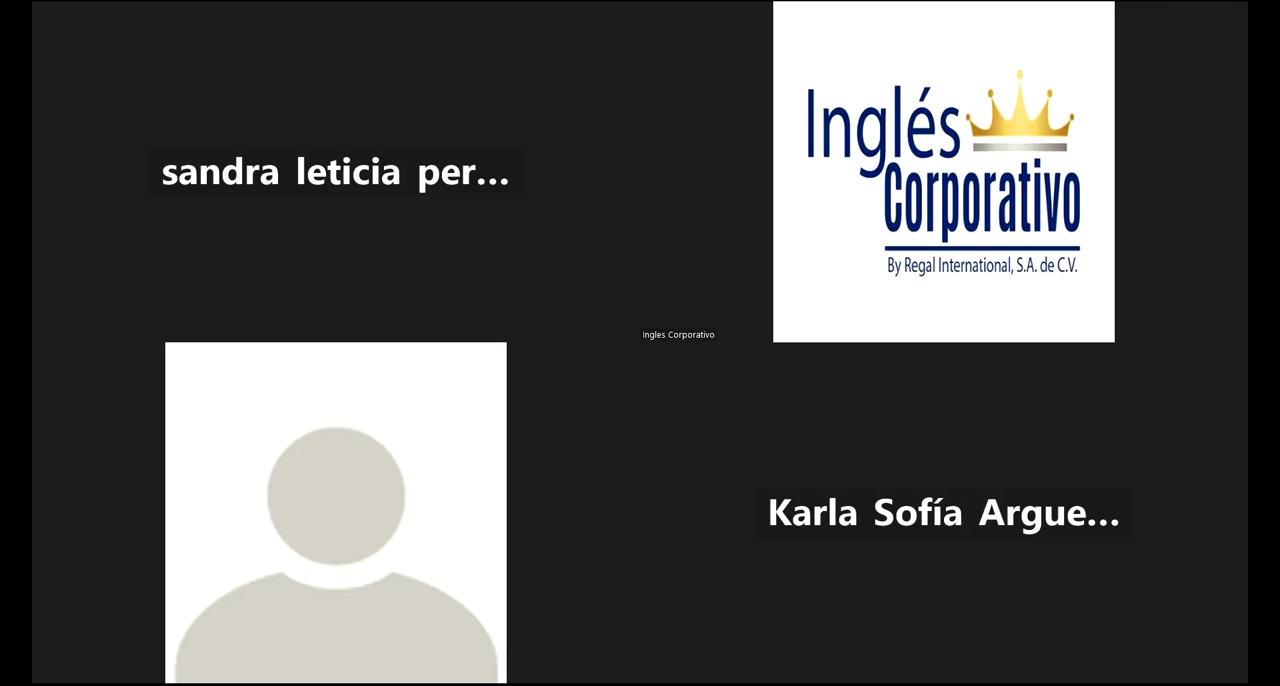 sandra leticia per...
Inglés
Corporativo
By Regal International, S.A. de C.V.
Ingles Corporativo
Karla Sofía Argue...